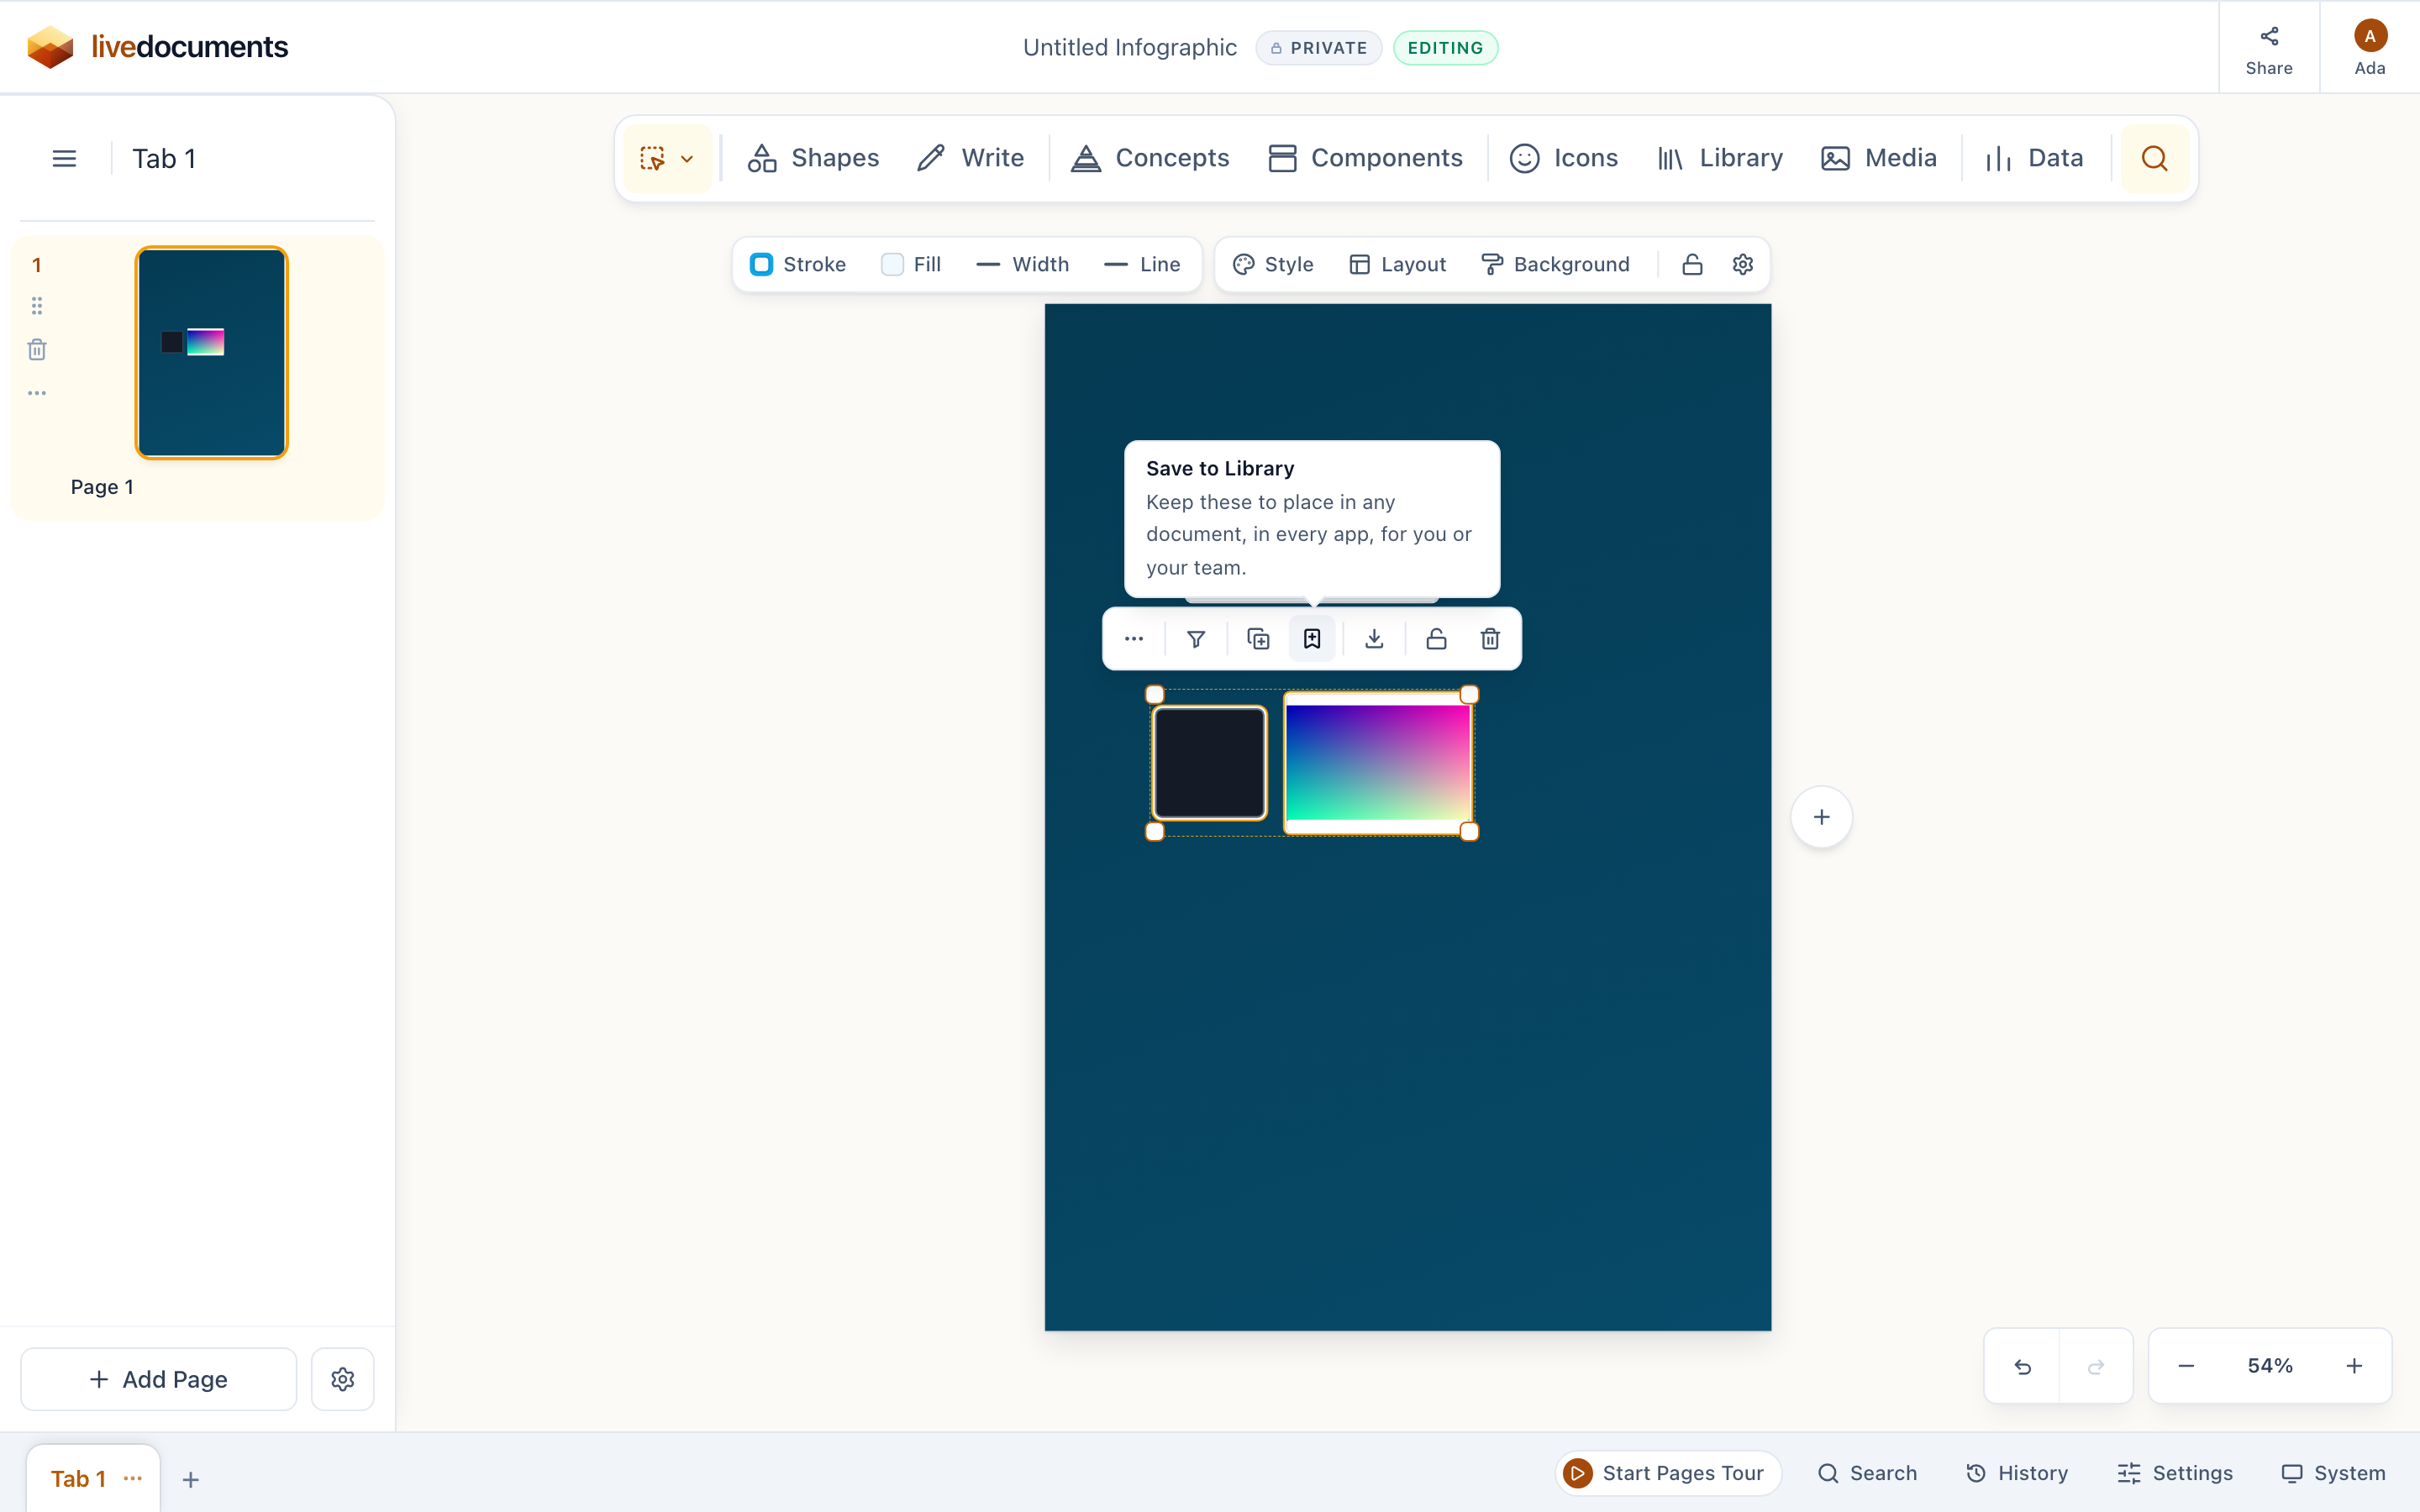 livedocuments
Untitled Infographic
PRIVATE
EDITING
Share
A
Ada
Tab 1
Shapes
Write
Concepts
Components
Icons
Library
Media
Data
Stroke
Fill
Width
Line
Style
Layout
Background
1
Page 1
Save to Library
Keep these to place in any
document, in every app, for you or
your team.
Add Page
54%
Tab 1
Start Pages Tour
Search
History
Settings
System